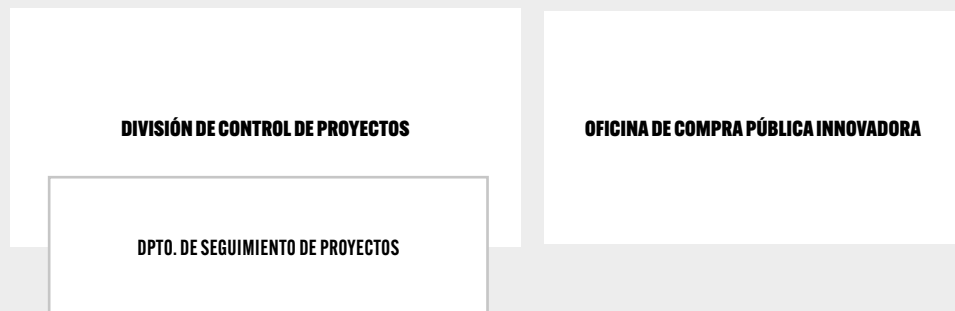 DIVISIÓN DE CONTROL DE PROYECTOS
OFICINA DE COMPRA PÚBLICA INNOVADORA
DPTO. DE SEGUIMIENTO DE PROYECTOS